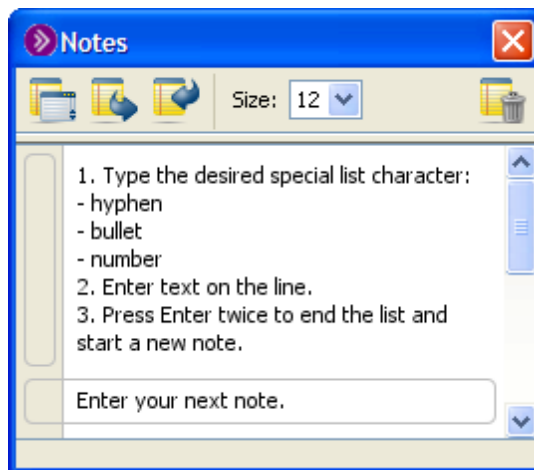 Notes
Size: 12
1. Type the desired special list character:
- hyphen
- bullet
- number
2. Enter text on the line.
3. Press Enter twice to end the list and
start a new note.
Enter your next note.